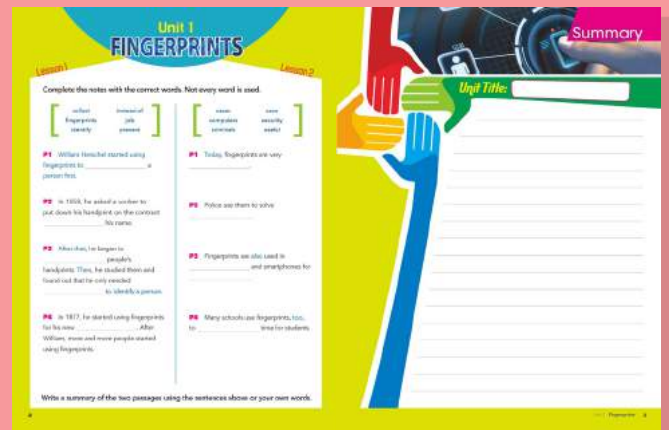 Unit 1
FINGERPRINTS
Lesson 1
Lesson 2
Complete the notes with the correct words. Not every word is used.
collect instead of
fingerprints job
identify present
cases save
computers security
criminals useful
P1 William Herschel started using
fingerprints to a
person first.
P2 In 1858, he asked a worker to
put down his handprint on the contract
his name.
P3 After that, he began to
people's
handprints. Then, he studied them and
found out that he only needed
to identify a person.
P4 In 1877, he started using fingerprints
for his new . After
William, more and more people started
using fingerprints.
P1 Today, fingerprints are very
.
P2 Police use them to solve
P3 Fingerprints are also used in
and smartphones for
P4 Many schools use fingerprints, too,
to time for students.
Write a summary of the two passages using the sentences above or your own words.
Summary
Unit Title:
Fingerprints